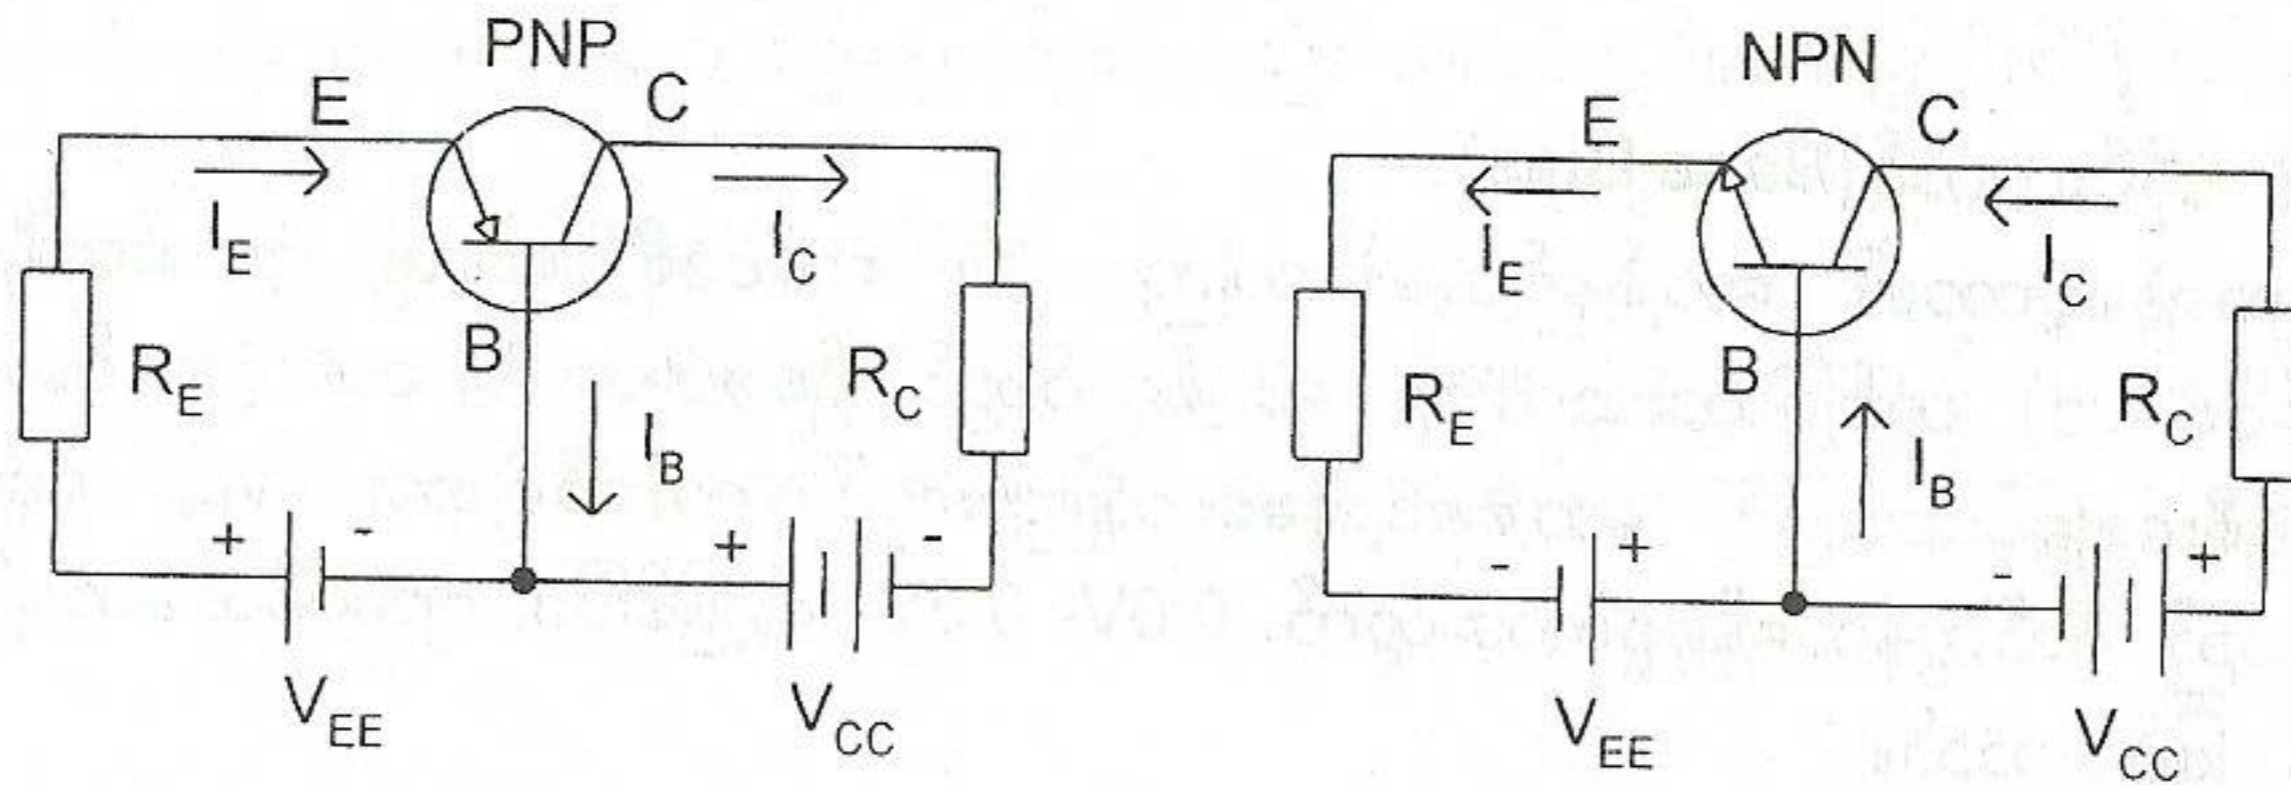 PNP
E
C
I_E
I_C
R_E
B
R_C
I_B
+
-
+
-
V_EE
V_CC
NPN
E
C
I_E
I_C
R_E
B
R_C
I_B
-
+
-
+
V_EE
V_CC